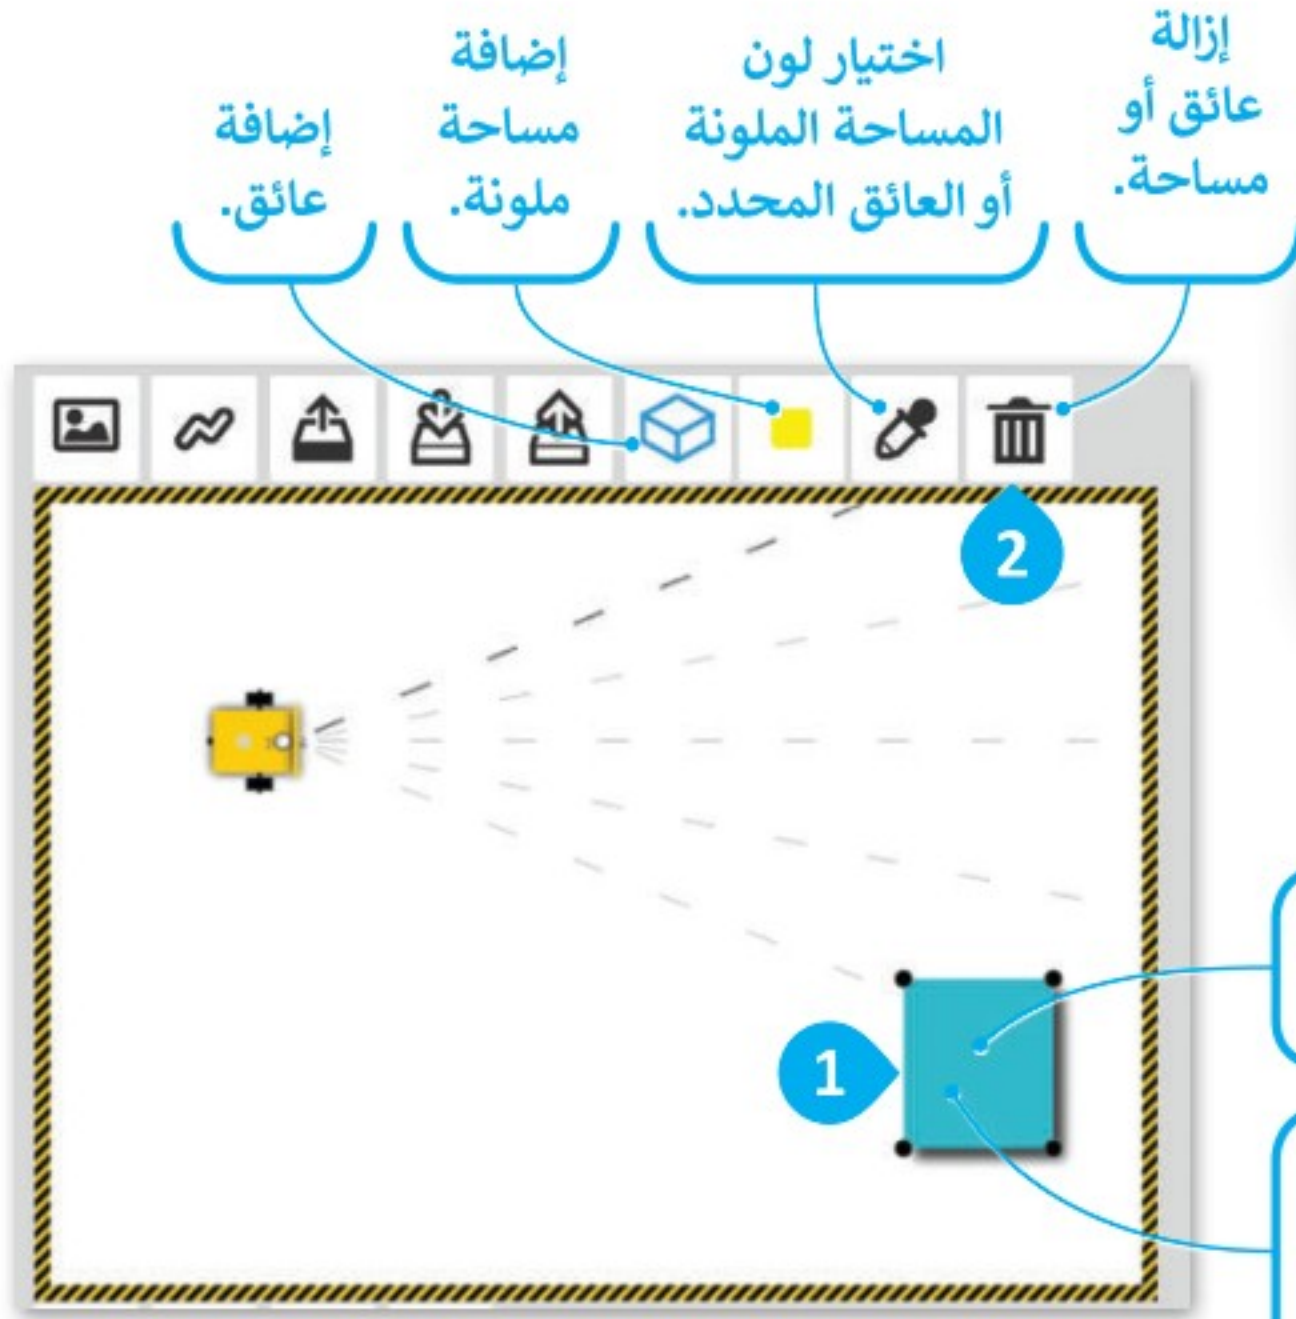 إزالة
عائق أو
مساحة.
اختيار لون
المساحة الملونة
أو العائق المحدد.
إضافة
مساحة
ملونة.
إضافة
عائق.
2
1